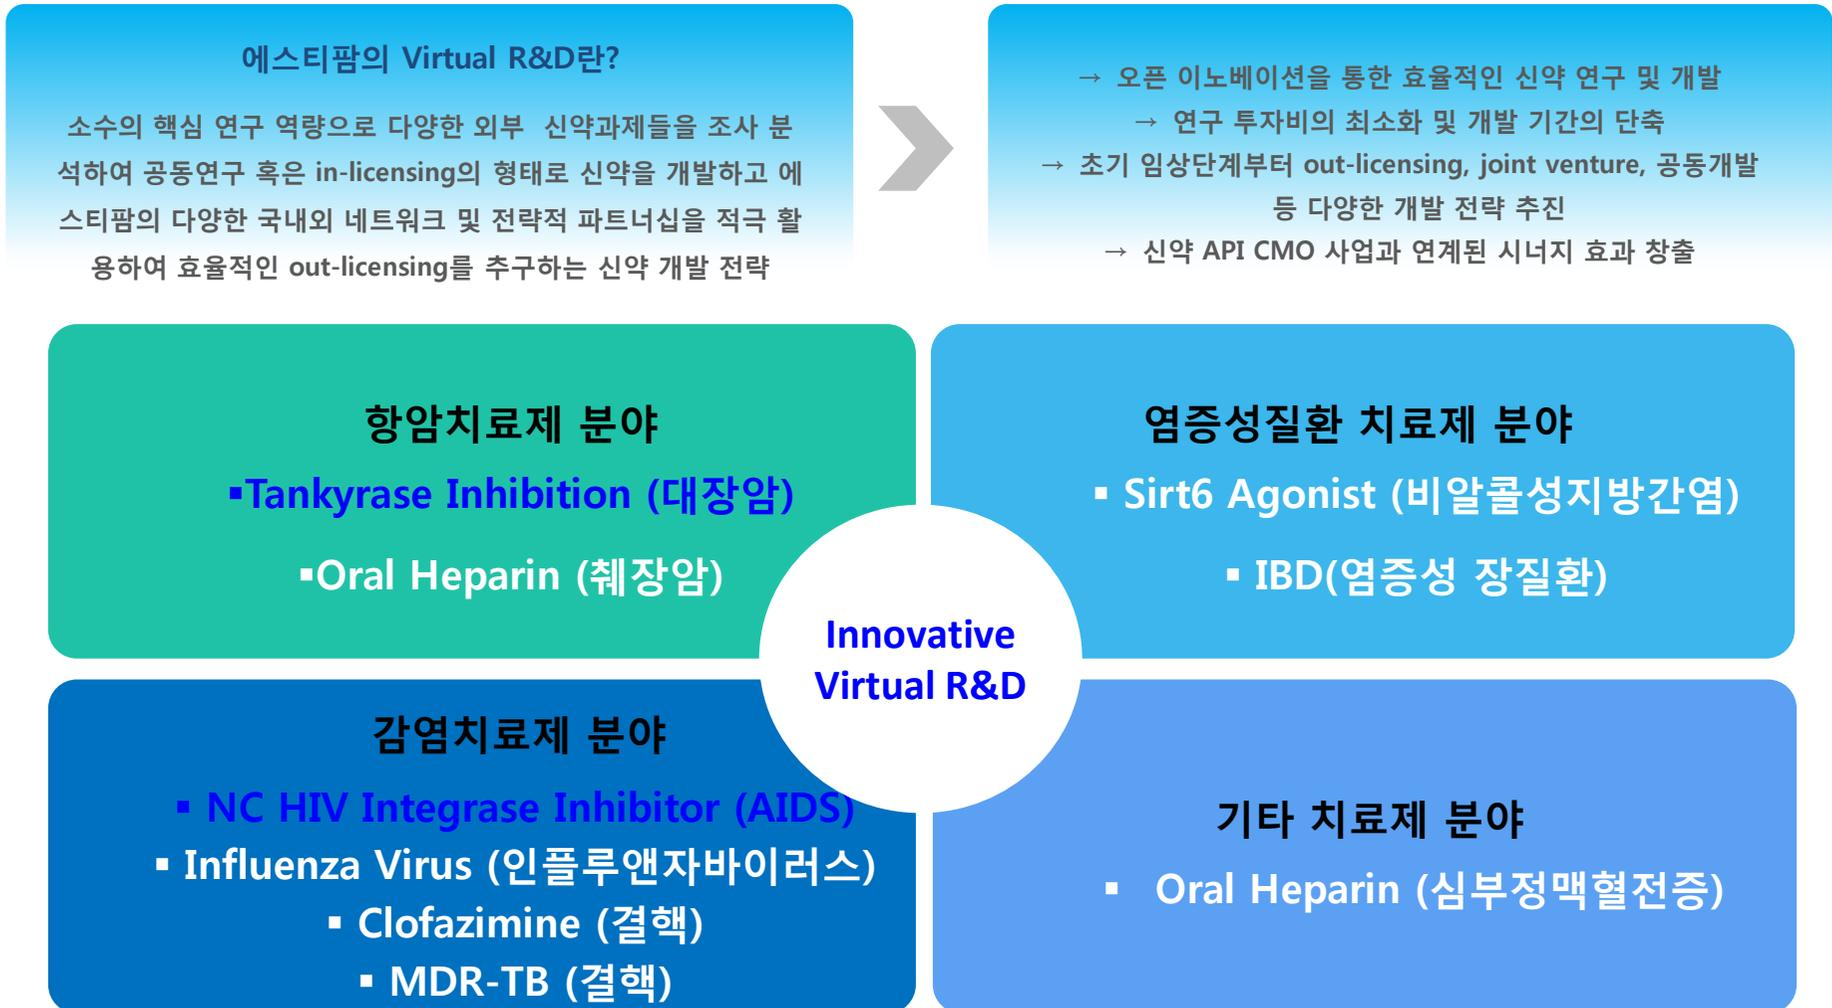 에스티팜의 Virtual R&D란?
소수의 핵심 연구 역량으로 다양한 외부 신약과제들을 조사 분
석하여 공동연구 혹은 in-licensing의 형태로 신약을 개발하고 에
스티팜의 다양한 국내외 네트워크 및 전략적 파트너십을 적극 활
용하여 효율적인 out-licensing를 추구하는 신약 개발 전략
→ 오픈 이노베이션을 통한 효율적인 신약 연구 및 개발
→ 연구 투자비의 최소화 및 개발 기간의 단축
→ 초기 임상단계부터 out-licensing, joint venture, 공동개발
등 다양한 개발 전략 추진
→ 신약 API CMO 사업과 연계된 시너지 효과 창출
항암치료제 분야
▪Tankyrase Inhibition (대장암)
▪Oral Heparin (췌장암)
염증성질환 치료제 분야
▪ Sirt6 Agonist (비알콜성지방간염)
▪ IBD(염증성 장질환)
Innovative
Virtual R&D
감염치료제 분야
▪ NC HIV Integrase Inhibitor (AIDS)
▪ Influenza Virus (인플루앤자바이러스)
▪ Clofazimine (결핵)
▪ MDR-TB (결핵)
기타 치료제 분야
▪ Oral Heparin (심부정맥혈전증)